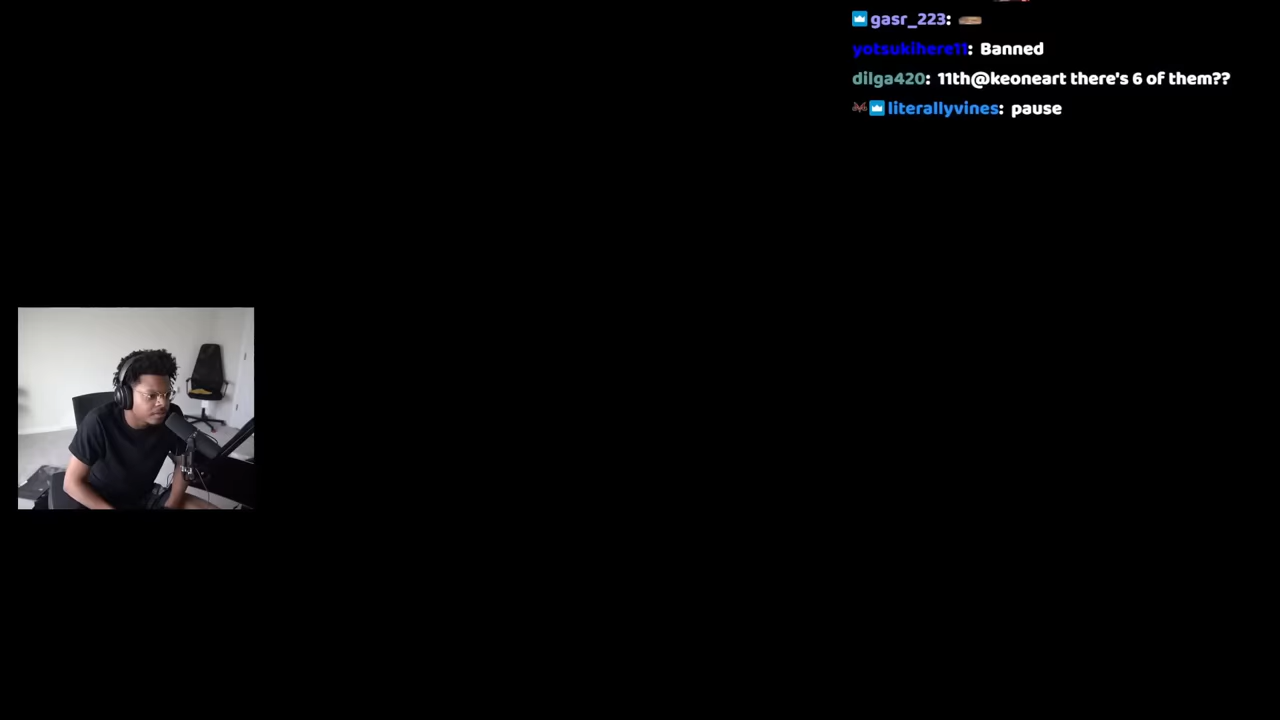 gasr_223:
yotsukihere11: Banned
dilga420: 11th@keoneart there's 6 of them??
literallyvines: pause